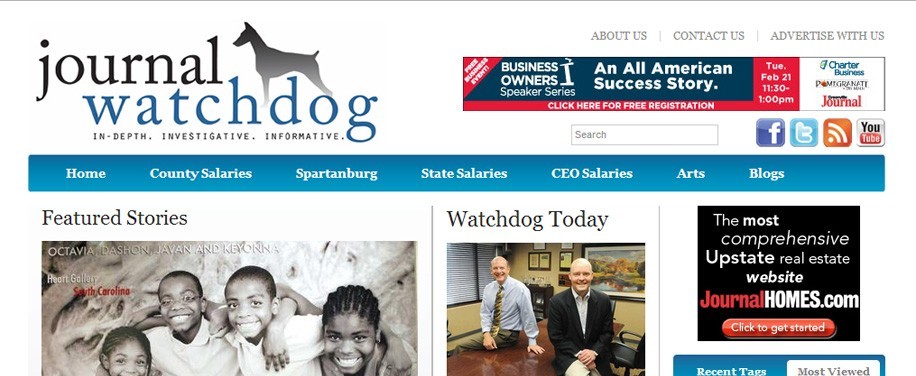 ABOUT US | CONTACT US | ADVERTISE WITH US
journal
watchdog
IN-DEPTH. INVESTIGATIVE. INFORMATIVE.
FREE BUSINESS EVENT!
BUSINESS
OWNERS
Speaker Series
An All American
Success Story.
CLICK HERE FOR FREE REGISTRATION
Tue.
Feb 21
11:30-
1:00pm
Charter
Business
POMEGRANATE
Journal
Search
You
Tube
Home County Salaries Spartanburg State Salaries CEO Salaries Arts Blogs
Featured Stories
OCTAVIA, DASHON, JAVAN AND KEYONNA
Heart Gallery
South Carolina
Watchdog Today
The most
comprehensive
Upstate real estate
website
JournalHOMES.com
Click to get started
Recent Tags Most Viewed